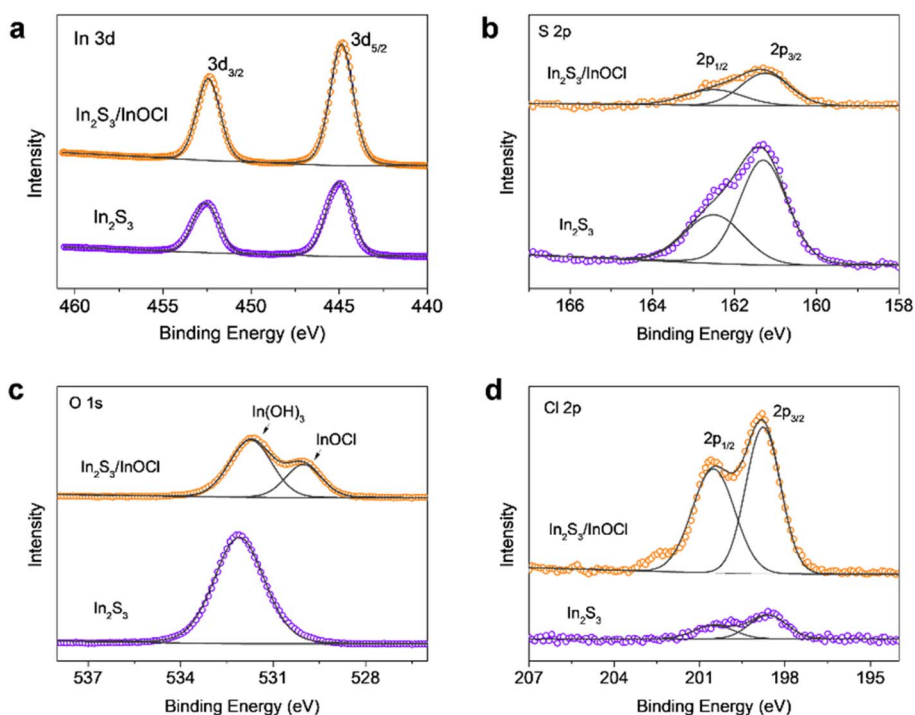 a
In 3d
3d3/2
3d5/2
In2S3/InOCl
In2S3
Intensity
460 455 450 445 440
Binding Energy (eV)
b
S 2p
2p1/2
2p3/2
In2S3/InOCl
In2S3
Intensity
166 164 162 160 158
Binding Energy (eV)
c
O 1s
In(OH)3
InOCl
In2S3/InOCl
In2S3
Intensity
537 534 531 528
Binding Energy (eV)
d
Cl 2p
2p1/2
2p3/2
In2S3/InOCl
In2S3
Intensity
207 204 201 198 195
Binding Energy (eV)